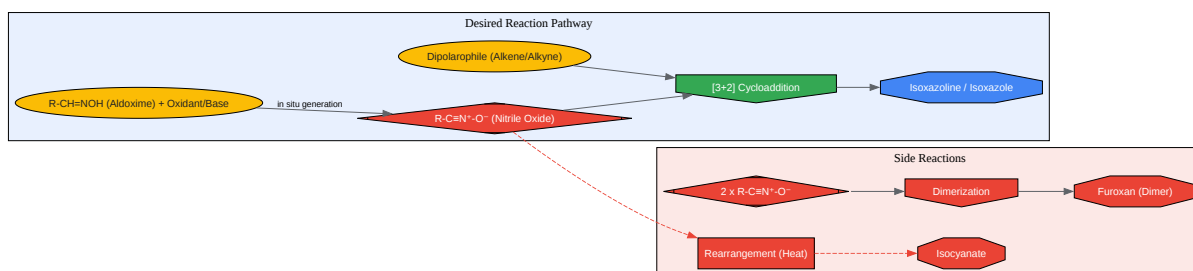 Desired Reaction Pathway
Dipolarophile (Alkene/Alkyne)
R-CH=NOH (Aldoxime) + Oxidant/Base
in situ generation
R-C≡N⁺-O⁻ (Nitrile Oxide)
[3+2] Cycloaddition
Isoxazoline / Isoxazole
Side Reactions
2 x R-C≡N⁺-O⁻
Dimerization
Furoxan (Dimer)
Rearrangement (Heat)
Isocyanate